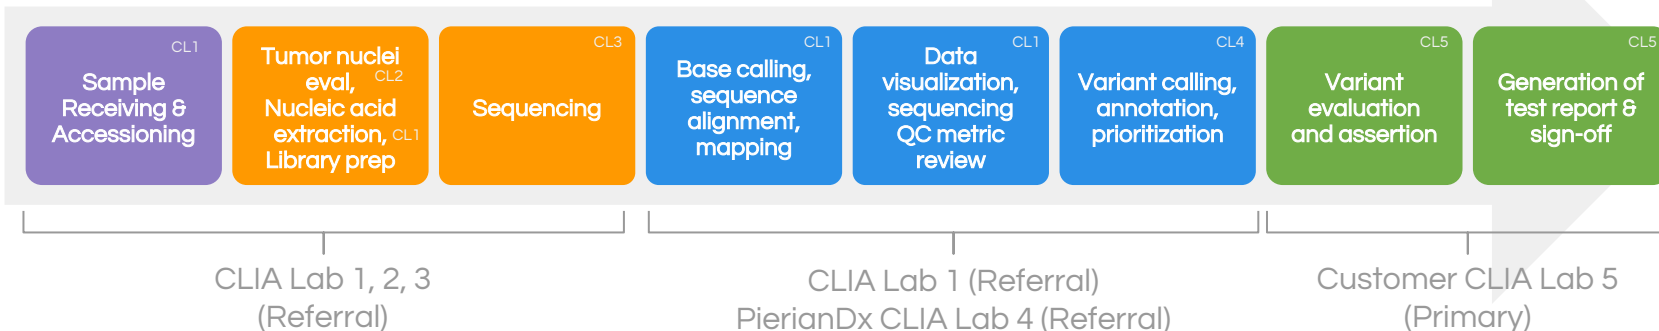 CL1
Sample
Receiving &
Accessioning
Tumor nuclei
eval, CL2
Nucleic acid
extraction, CL1
Library prep
CL3
Sequencing
CL1
Base calling,
sequence
alignment,
mapping
CL1
Data
visualization,
sequencing
QC metric
review
CL4
Variant calling,
annotation,
prioritization
CL5
Variant
evaluation
and assertion
CL5
Generation of
test report &
sign-off
CLIA Lab 1, 2, 3
(Referral)
CLIA Lab 1 (Referral)
PierianDx CLIA Lab 4 (Referral)
Customer CLIA Lab 5
(Primary)